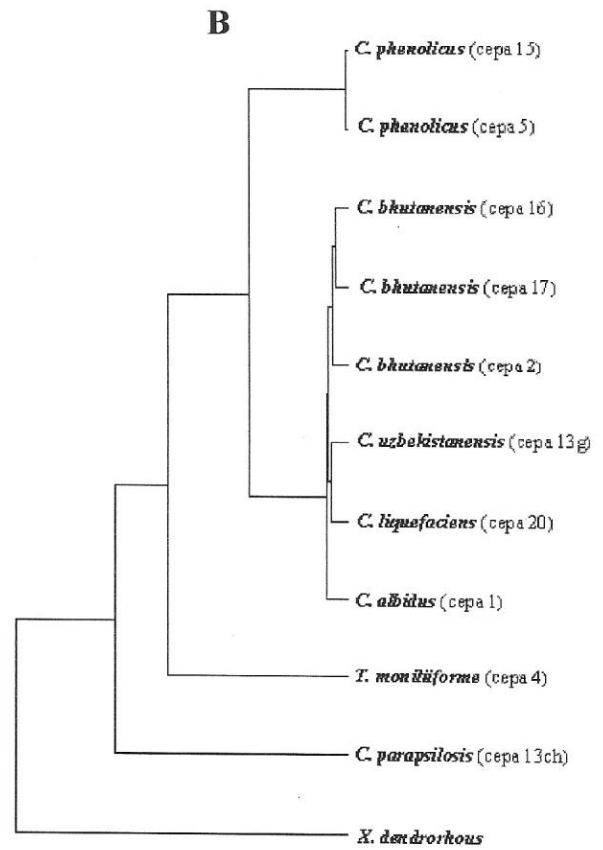 B
C. phenolicus (cepa 15)
C. phenolicus (cepa 5)
C. bhutanensis (cepa 16)
C. bhutanensis (cepa 17)
C. bhutanensis (cepa 2)
C. uzbekistanensis (cepa 13g)
C. liquefaciens (cepa 20)
C. albidus (cepa 1)
T. moniliiforme (cepa 4)
C. parapsilosis (cepa 13ch)
X. dendrorhous